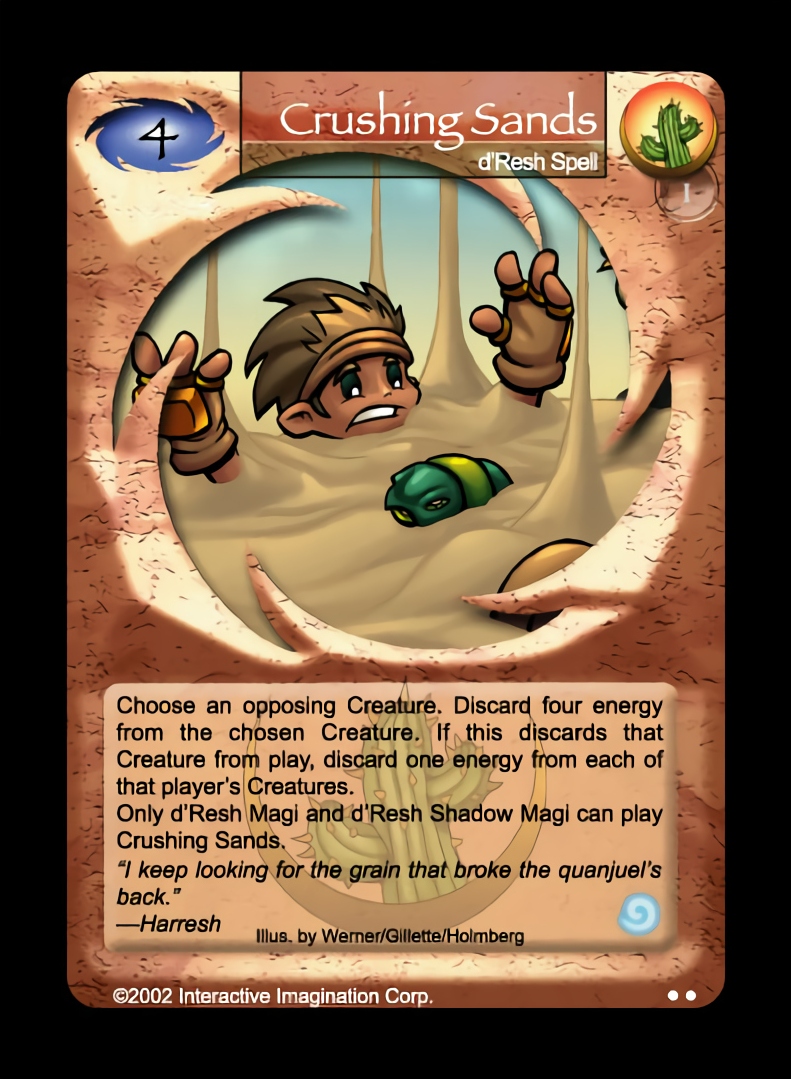 4
Crushing Sands
d'Resh Spell
I
Choose an opposing Creature. Discard four energy
from the chosen Creature. If this discards that
Creature from play, discard one energy from each of
that player's Creatures.
Only d'Resh Magi and d'Resh Shadow Magi can play
Crushing Sands.
"I keep looking for the grain that broke the quanjuel's
back."
—Harresh
Illus. by Werner/Gillette/Holmberg
©2002 Interactive Imagination Corp.